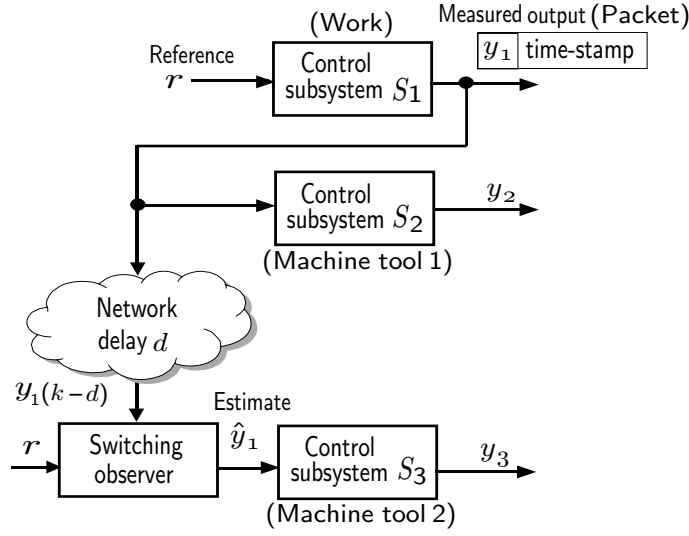 (Work)
Measured output (Packet)
y₁ time-stamp
Reference
r
Control
subsystem S1
Control
subsystem S₂
y₂
(Machine tool 1)
Network
delay d
y₁(k−d)
Estimate
r
Switching
observer
ŷ₁
Control
subsystem S₃
y₃
(Machine tool 2)